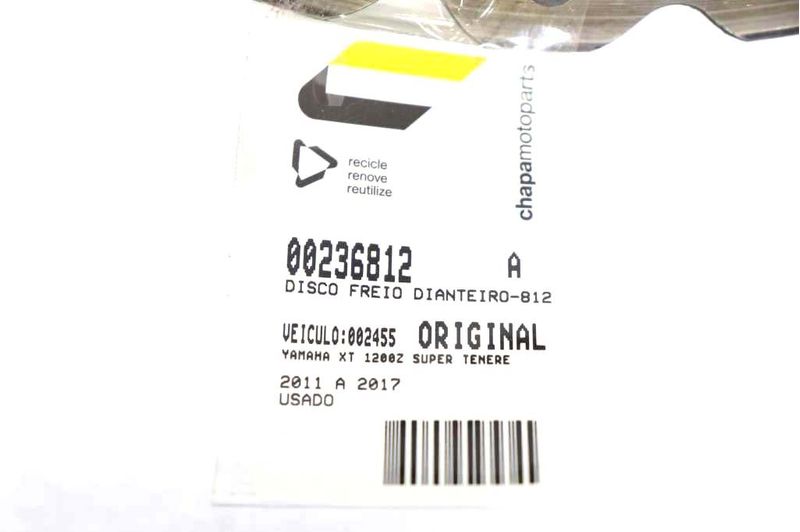 chapamotoparts
recicle
renove
reutilize
00236812 A
DISCO FREIO DIANTEIRO-812
VEICULO:002455 ORIGINAL
YAMAHA XT 1200Z SUPER TENERE
2011 A 2017
USADO